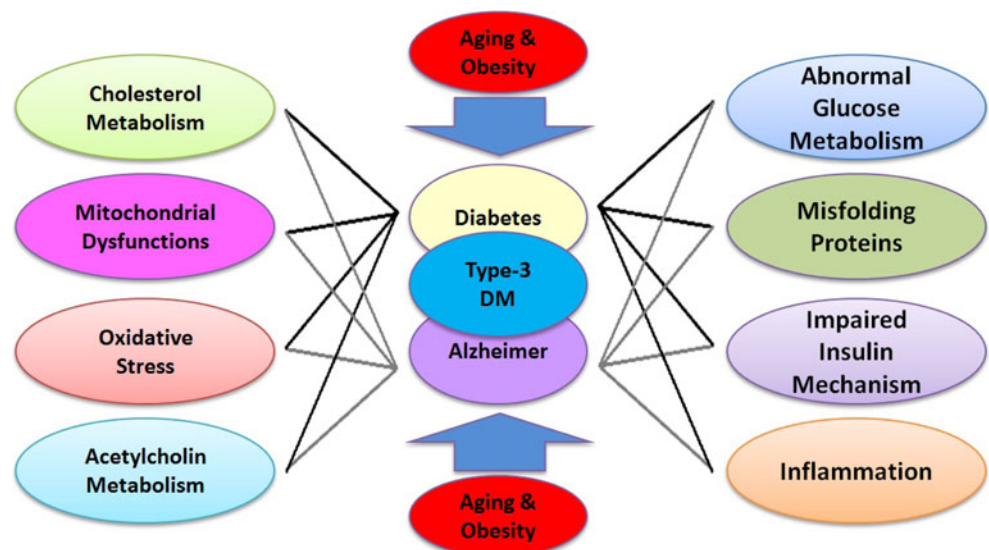 Aging &
Obesity
Cholesterol
Metabolism
Mitochondrial
Dysfunctions
Oxidative
Stress
Acetylcholin
Metabolism
Diabetes
Type-3
DM
Alzheimer
Aging &
Obesity
Abnormal
Glucose
Metabolism
Misfolding
Proteins
Impaired
Insulin
Mechanism
Inflammation